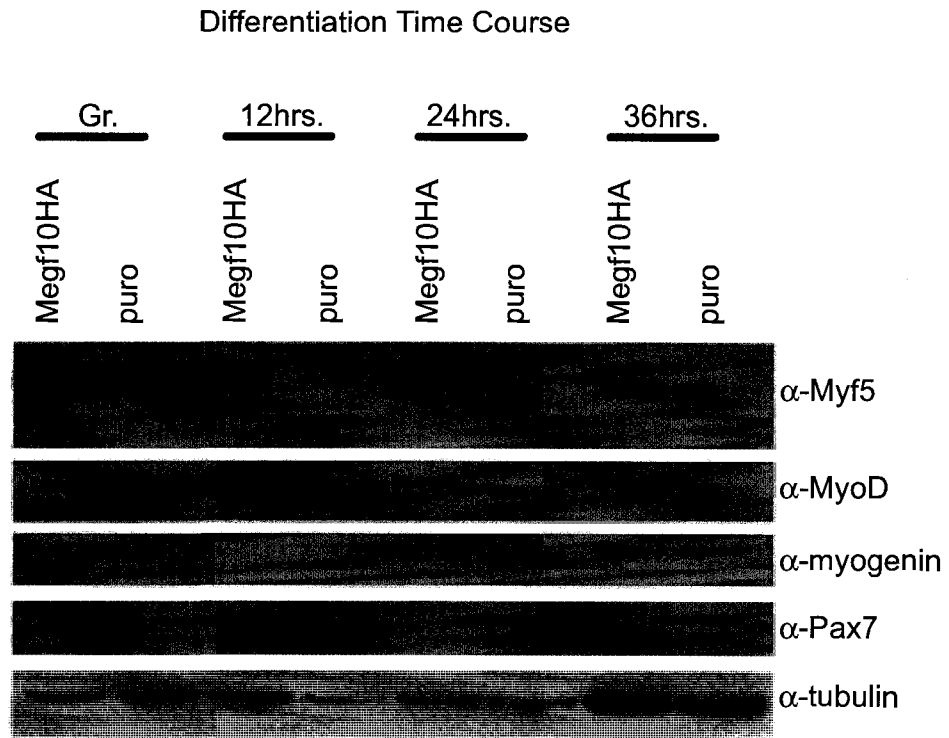 Differentiation Time Course
Gr. 12hrs. 24hrs. 36hrs.
Megf10HA puro Megf10HA puro Megf10HA puro Megf10HA puro
α-Myf5
α-MyoD
α-myogenin
α-Pax7
α-tubulin